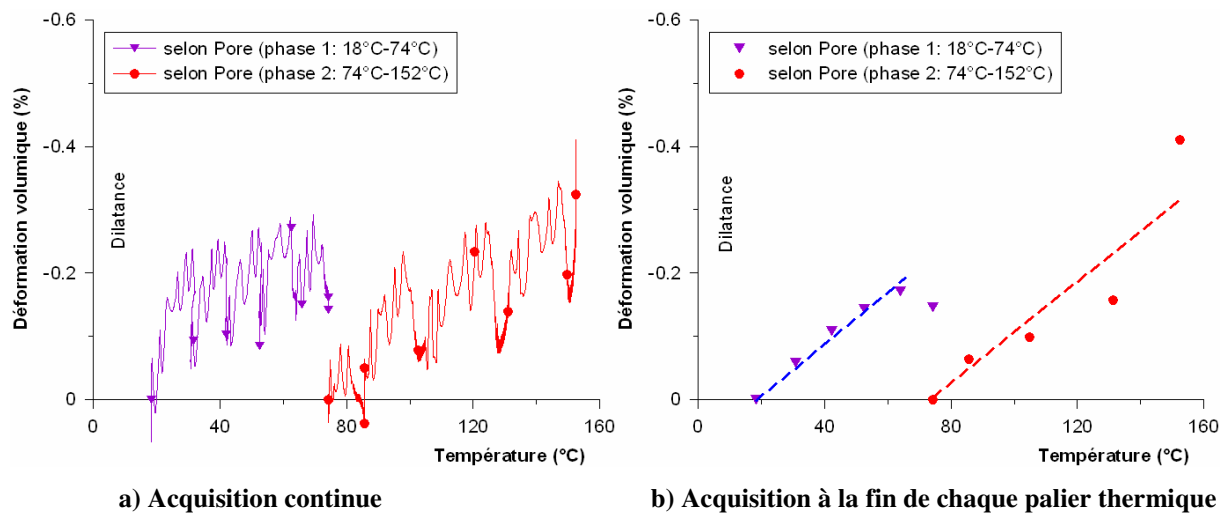 -0.6
-0.4
-0.2
0
0
40
80
120
160
Température (°C)
Déformation volumique (%)
Dilatance
selon Pore (phase 1: 18°C-74°C)
selon Pore (phase 2: 74°C-152°C)
a) Acquisition continue
-0.6
-0.4
-0.2
0
0
40
80
120
160
Température (°C)
Déformation volumique (%)
Dilatance
selon Pore (phase 1: 18°C-74°C)
selon Pore (phase 2: 74°C-152°C)
b) Acquisition à la fin de chaque palier thermique